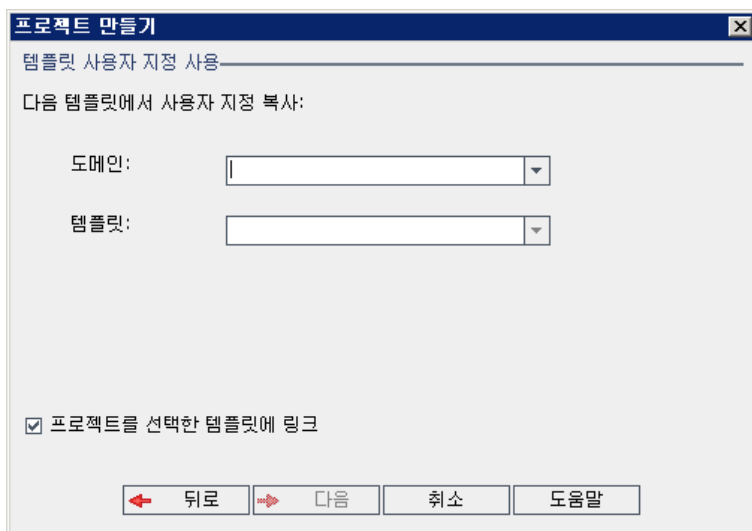 프로젝트 만들기
템플릿 사용자 지정 사용
다음 템플릿에서 사용자 지정 복사:
도메인:
템플릿:
프로젝트를 선택한 템플릿에 링크
뒤로 다음 취소 도움말